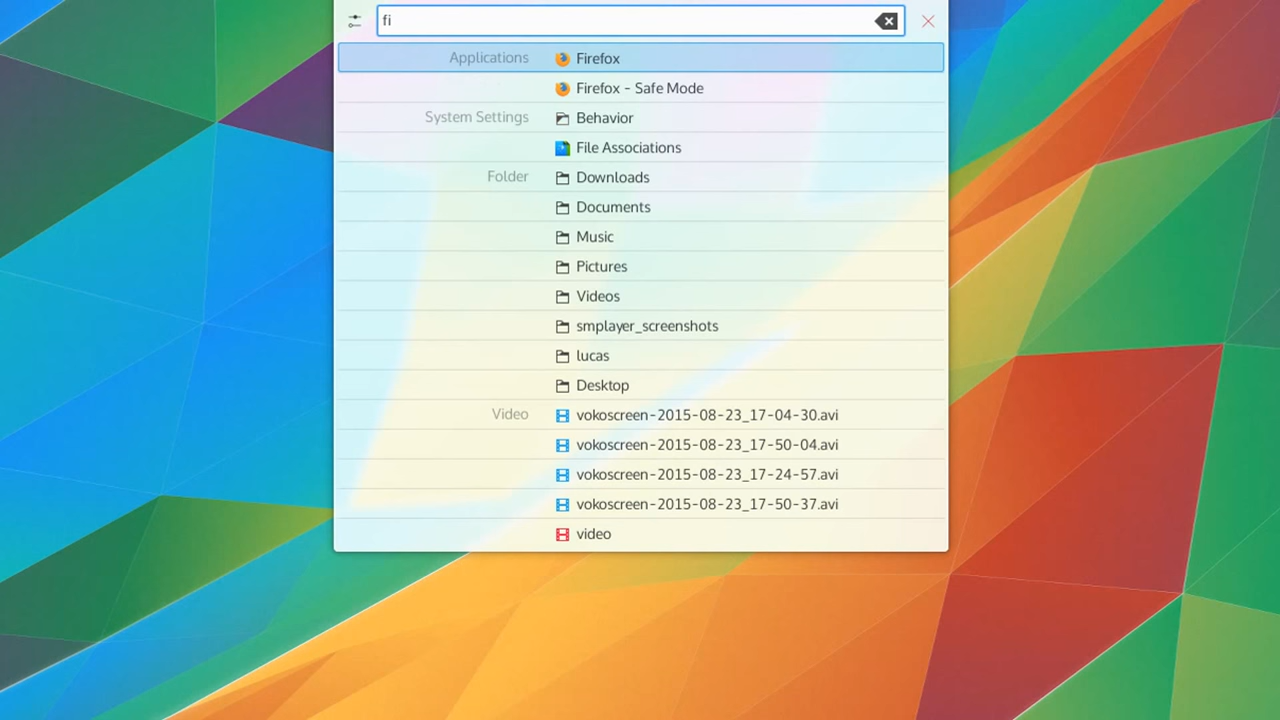 fi
Applications Firefox
Firefox - Safe Mode
System Settings Behavior
File Associations
Folder Downloads
Documents
Music
Pictures
Videos
smplayer_screenshots
lucas
Desktop
Video vokoscreen-2015-08-23_17-04-30.avi
vokoscreen-2015-08-23_17-50-04.avi
vokoscreen-2015-08-23_17-24-57.avi
vokoscreen-2015-08-23_17-50-37.avi
video